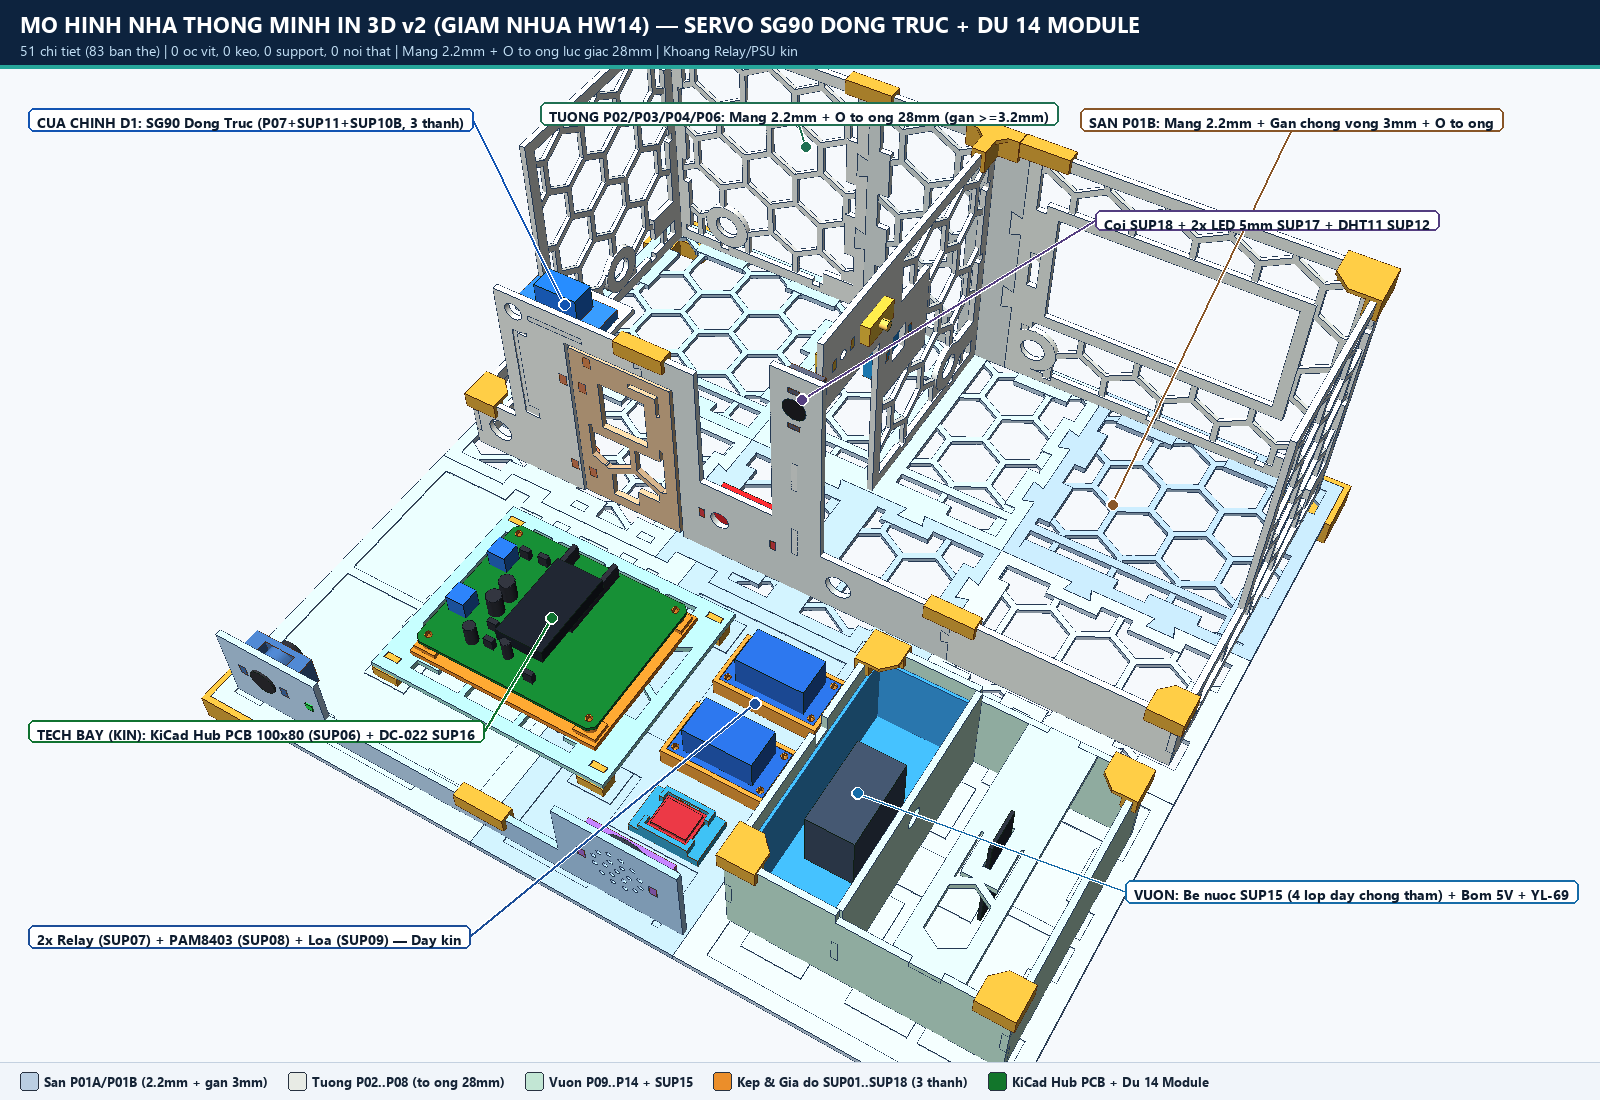 MO HINH NHA THONG MINH IN 3D v2 (GIAM NHUA HW14) — SERVO SG90 DONG TRUC + DU 14 MODULE
51 chi tiet (83 ban the) | 0 oc vit, 0 keo, 0 support, 0 noi that | Mang 2.2mm + O to ong luc giac 28mm | Khoang Relay/PSU kin
CUA CHINH D1: SG90 Dong Truc (P07+SUP11+SUP10B, 3 thanh)
TUONG P02/P03/P04/P06: Mang 2.2mm + O to ong 28mm (gan >=3.2mm)
SAN P01B: Mang 2.2mm + Gan chong vong 3mm + O to ong
Coi SUP18 + 2x LED 5mm SUP17 + DHT11 SUP12
TECH BAY (KIN): KiCad Hub PCB 100x80 (SUP06) + DC-022 SUP16
VUON: Be nuoc SUP15 (4 lop day chong tham) + Bom 5V + YL-69
2x Relay (SUP07) + PAM8403 (SUP08) + Loa (SUP09) — Day kin
San P01A/P01B (2.2mm + gan 3mm)
Tuong P02..P08 (to ong 28mm)
Vuon P09..P14 + SUP15
Kep & Gia do SUP01..SUP18 (3 thanh)
KiCad Hub PCB + Du 14 Module